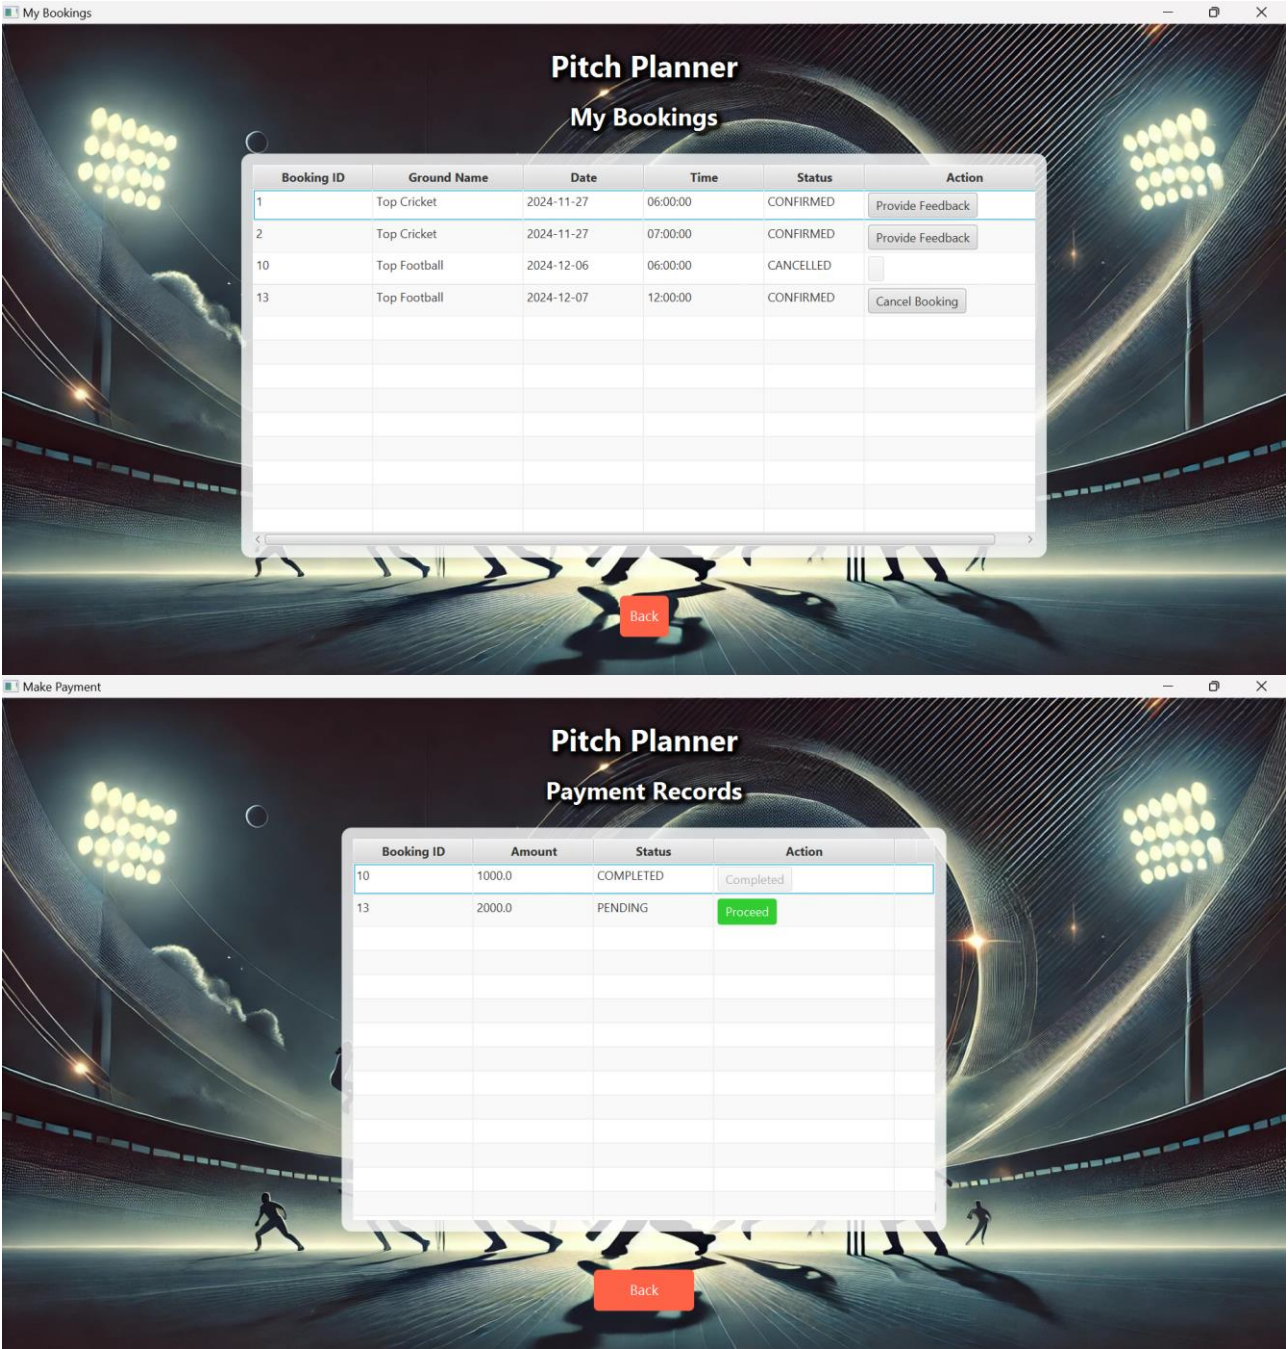 My Bookings
Pitch Planner
My Bookings
Booking ID Ground Name Date Time Status Action
1 Top Cricket 2024-11-27 06:00:00 CONFIRMED Provide Feedback
2 Top Cricket 2024-11-27 07:00:00 CONFIRMED Provide Feedback
10 Top Football 2024-12-06 06:00:00 CANCELLED
13 Top Football 2024-12-07 12:00:00 CONFIRMED Cancel Booking
Back
Make Payment
Pitch Planner
Payment Records
Booking ID Amount Status Action
10 1000.0 COMPLETED Completed
13 2000.0 PENDING Proceed
Back